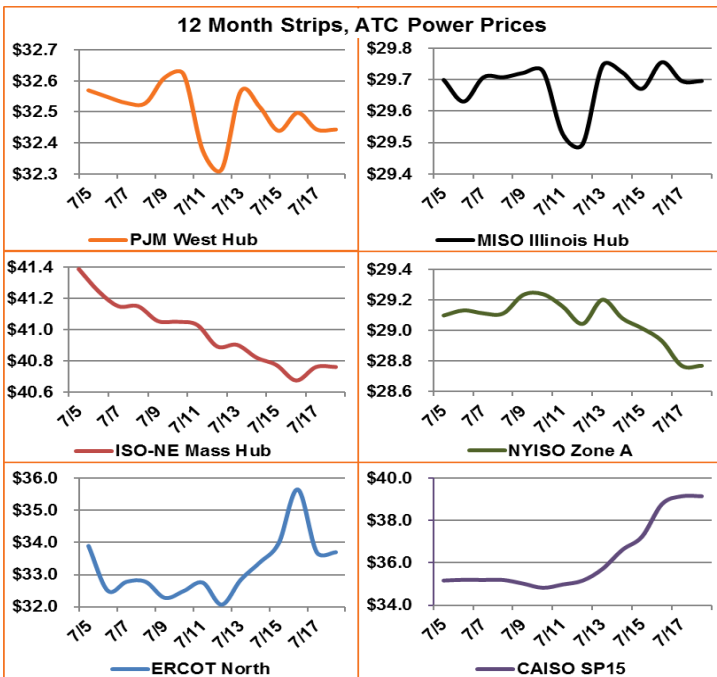 12 Month Strips, ATC Power Prices
$32.7
$32.6
$32.5
$32.4
$32.3
7/5 7/7 7/9 7/11 7/13 7/15 7/17
PJM West Hub
$29.8
$29.7
$29.6
$29.5
$29.4
7/5 7/7 7/9 7/11 7/13 7/15 7/17
MISO Illinois Hub
$41.4
$41.2
$41.0
$40.8
$40.6
7/5 7/7 7/9 7/11 7/13 7/15 7/17
ISO-NE Mass Hub
$29.4
$29.2
$29.0
$28.8
$28.6
7/5 7/7 7/9 7/11 7/13 7/15 7/17
NYISO Zone A
$36.0
$35.0
$34.0
$33.0
$32.0
7/5 7/7 7/9 7/11 7/13 7/15 7/17
ERCOT North
$40.0
$38.0
$36.0
$34.0
7/5 7/7 7/9 7/11 7/13 7/15 7/17
CAISO SP15